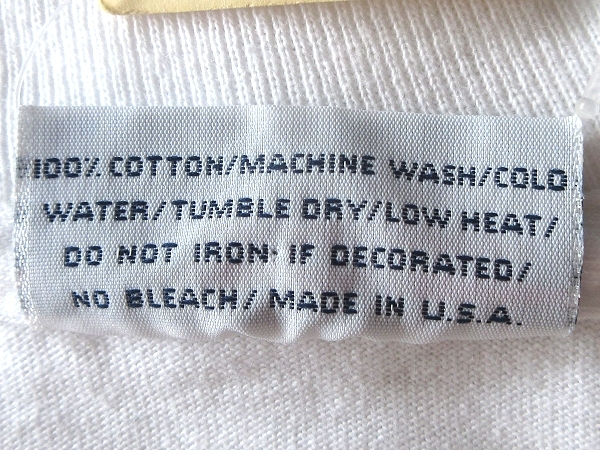 100% COTTON/MACHINE WASH/COLD
WATER/TUMBLE DRY/LOW HEAT/
DO NOT IRON· IF DECORATED/
NO BLEACH/ MADE IN U.S.A.